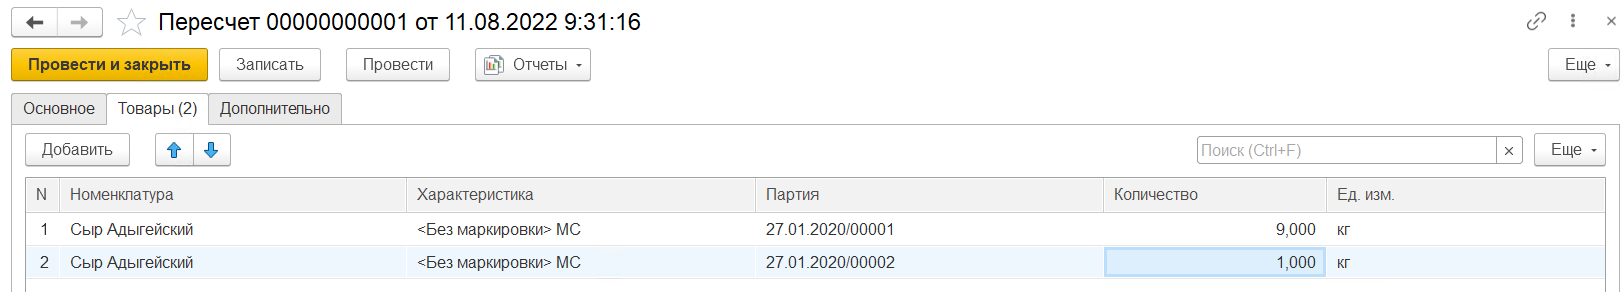 Пересчет 00000000001 от 11.08.2022 9:31:16
Провести и закрыть Записать Провести Отчеты Еще
Основное Товары (2) Дополнительно
Добавить Поиск (Ctrl+F) × Еще
N Номенклатура Характеристика Партия Количество Ед. изм.
1 Сыр Адыгейский <Без маркировки> МС 27.01.2020/00001 9,000 кг
2 Сыр Адыгейский <Без маркировки> МС 27.01.2020/00002 1,000 кг